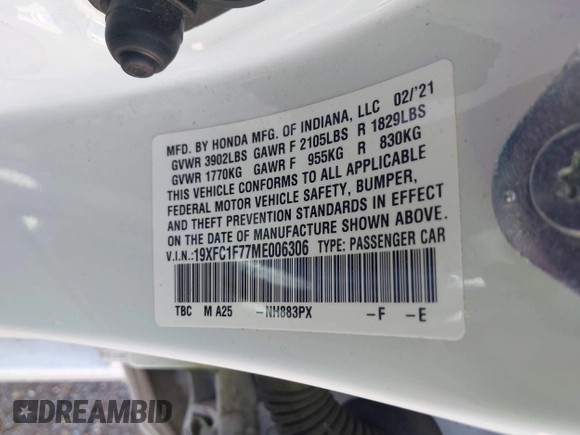 MFD. BY HONDA MFG. OF INDIANA, LLC 02/'21
GVWR 3902LBS GAWR F 2105LBS R 1829LBS
GVWR 1770KG GAWR F 955KG R 830KG
THIS VEHICLE CONFORMS TO ALL APPLICABLE
FEDERAL MOTOR VEHICLE SAFETY, BUMPER,
AND THEFT PREVENTION STANDARDS IN EFFECT
ON THE DATE OF MANUFACTURE SHOWN ABOVE.
V.I.N.:19XFC1F77ME006306 TYPE: PASSENGER CAR
TBC M A25 -NH883PX -F -E
DREAMBID